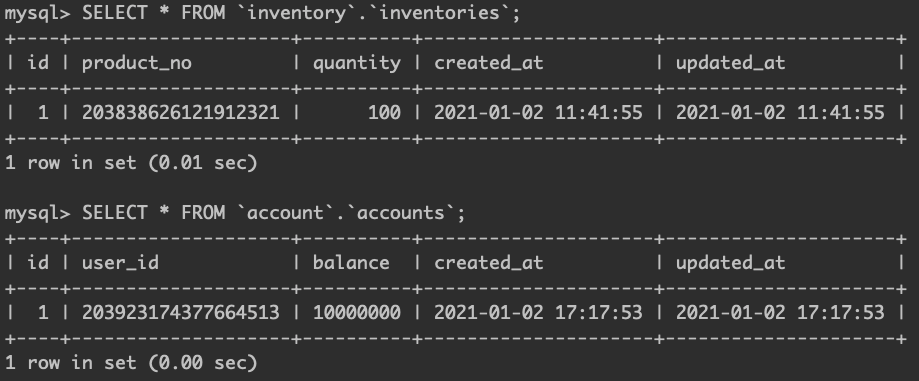 mysql> SELECT * FROM `inventory`.`inventories`;
+----+--------------------+----------+---------------------+---------------------+
| id | product_no         | quantity | created_at          | updated_at          |
+----+--------------------+----------+---------------------+---------------------+
|  1 | 203838626121912321 |      100 | 2021-01-02 11:41:55 | 2021-01-02 11:41:55 |
+----+--------------------+----------+---------------------+---------------------+
1 row in set (0.01 sec)

mysql> SELECT * FROM `account`.`accounts`;
+----+--------------------+----------+---------------------+---------------------+
| id | user_id            | balance  | created_at          | updated_at          |
+----+--------------------+----------+---------------------+---------------------+
|  1 | 203923174377664513 | 10000000 | 2021-01-02 17:17:53 | 2021-01-02 17:17:53 |
+----+--------------------+----------+---------------------+---------------------+
1 row in set (0.00 sec)